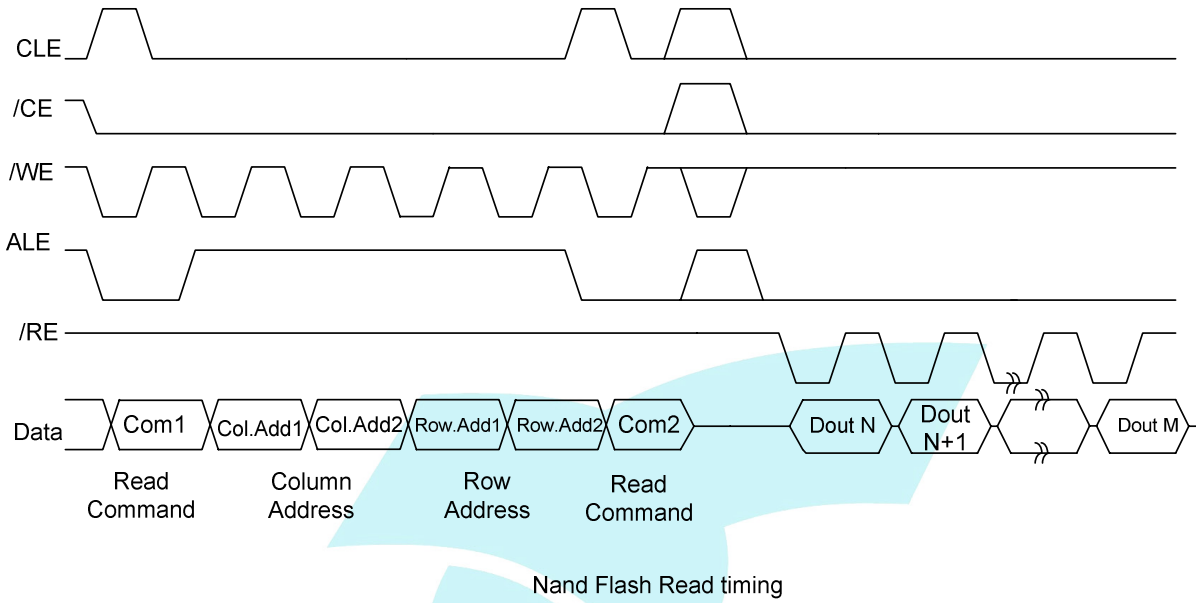 CLE
/CE
/WE
ALE
/RE
Data
Com1
Col.Add1
Col.Add2
Row.Add1
Row.Add2
Com2
Dout N
Dout
N+1
Dout M
Read
Command
Column
Address
Row
Address
Read
Command
Nand Flash Read timing